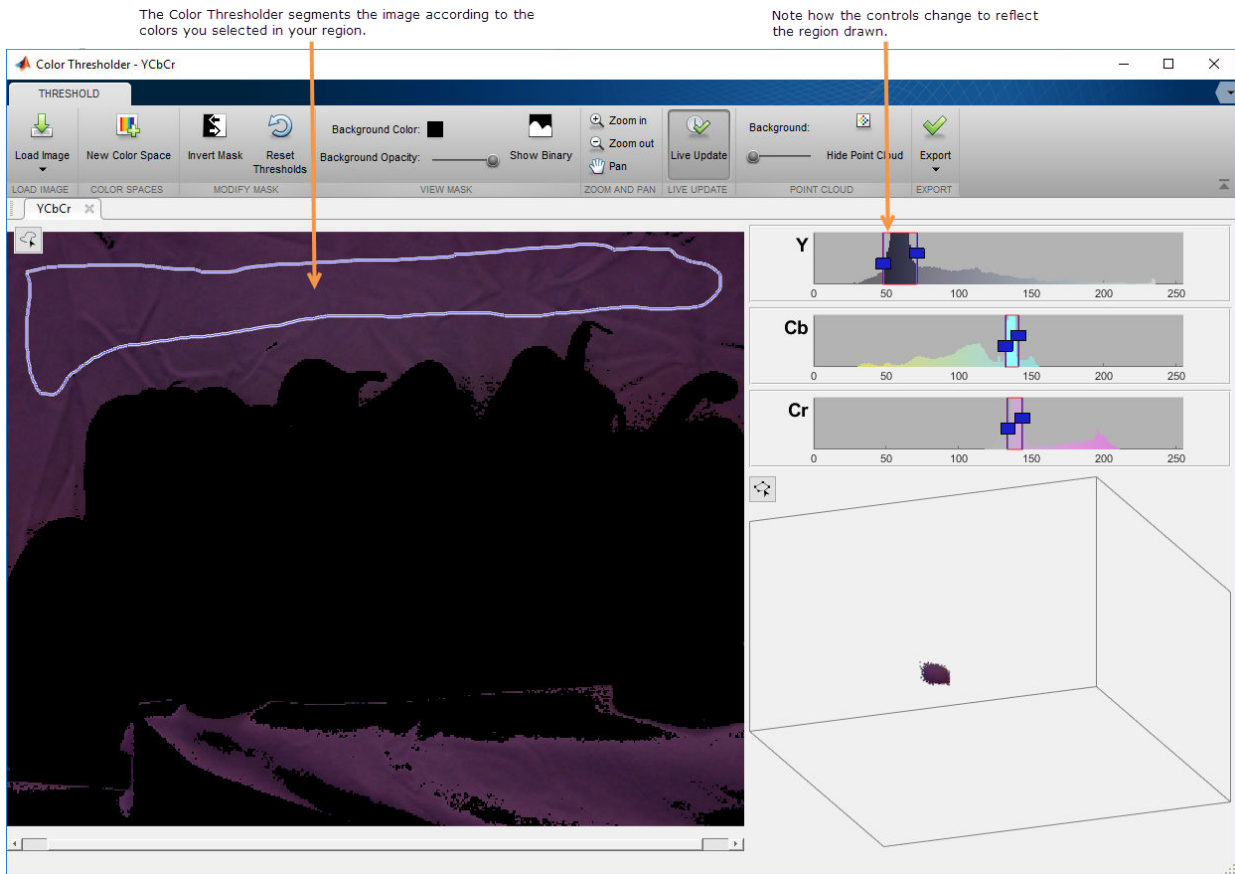 The Color Thresholder segments the image according to the
colors you selected in your region.
Note how the controls change to reflect
the region drawn.
Color Thresholder - YCbCr
THRESHOLD
Load Image
New Color Space
Invert Mask
Reset
Thresholds
Background Color:
Background Opacity:
Show Binary
Zoom in
Zoom out
Pan
Live Update
Background:
Hide Point Cloud
Export
LOAD IMAGE
COLOR SPACES
MODIFY MASK
VIEW MASK
ZOOM AND PAN
LIVE UPDATE
POINT CLOUD
EXPORT
YCbCr
Y
0 50 100 150 200 250
Cb
0 50 100 150 200 250
Cr
0 50 100 150 200 250